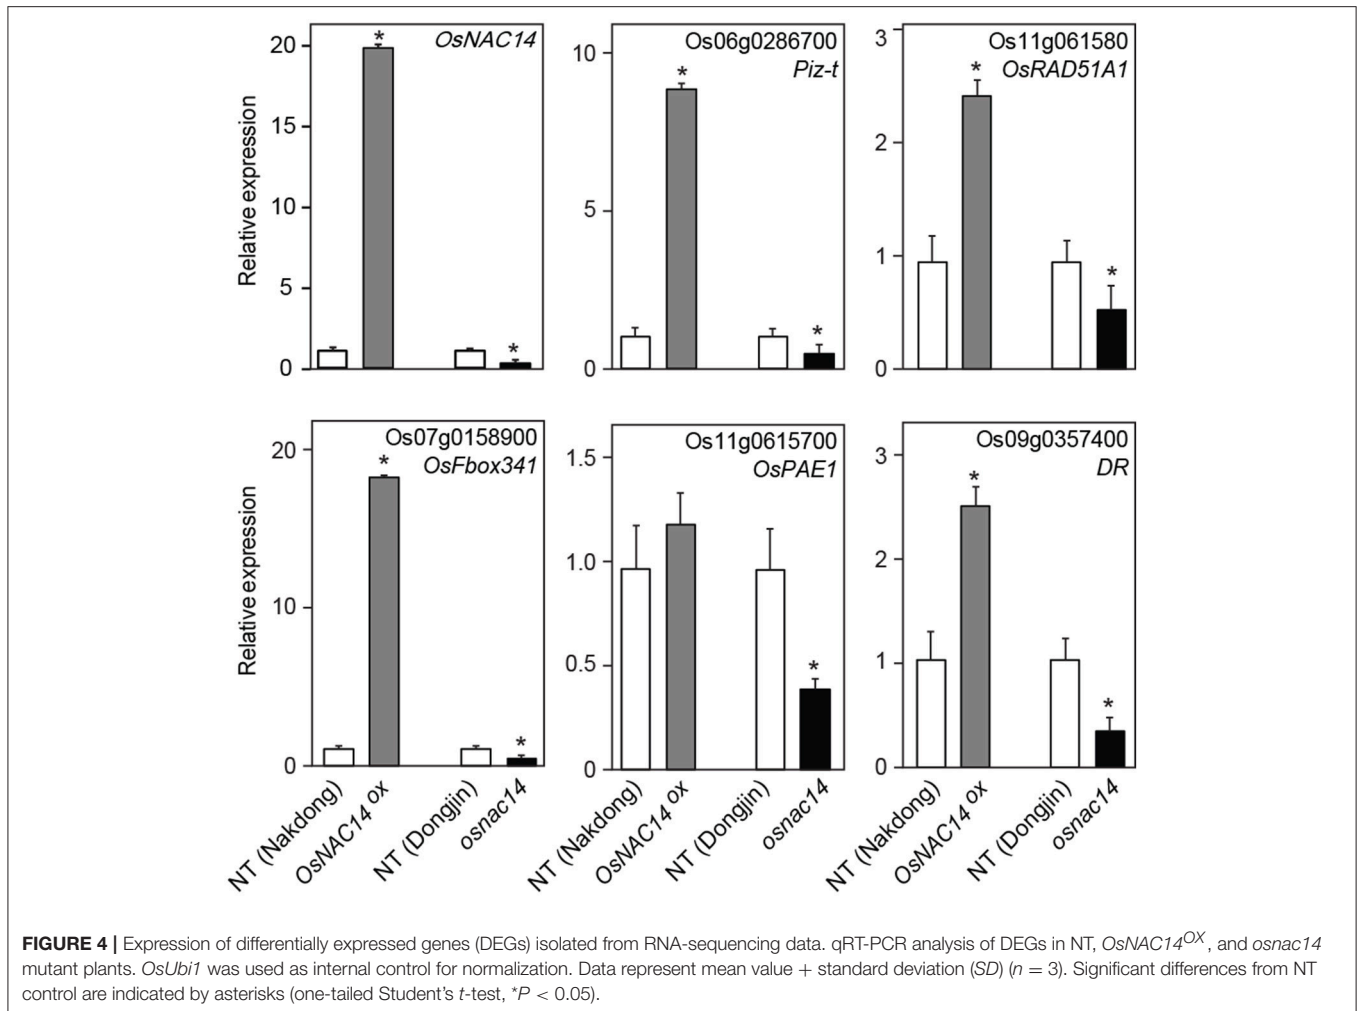 Relative expression
20
15
10
5
0
*
*
OsNAC14
10
5
0
*
*
Os06g0286700
Piz-t
3
2
1
0
*
*
Os11g061580
OsRAD51A1
Relative expression
20
10
0
*
*
Os07g0158900
OsFbox341
1.5
1.0
0.5
0
*
Os11g0615700
OsPAE1
3
2
1
0
*
*
Os09g0357400
DR
NT (Nakdong)
OsNAC14ox
NT (Dongjin)
osnac14
NT (Nakdong)
OsNAC14ox
NT (Dongjin)
osnac14
NT (Nakdong)
OsNAC14ox
NT (Dongjin)
osnac14
FIGURE 4 | Expression of differentially expressed genes (DEGs) isolated from RNA-sequencing data. qRT-PCR analysis of DEGs in NT, OsNAC14OX, and osnac14
mutant plants. OsUbi1 was used as internal control for normalization. Data represent mean value + standard deviation (SD) (n = 3). Significant differences from NT
control are indicated by asterisks (one-tailed Student's t-test, *P < 0.05).